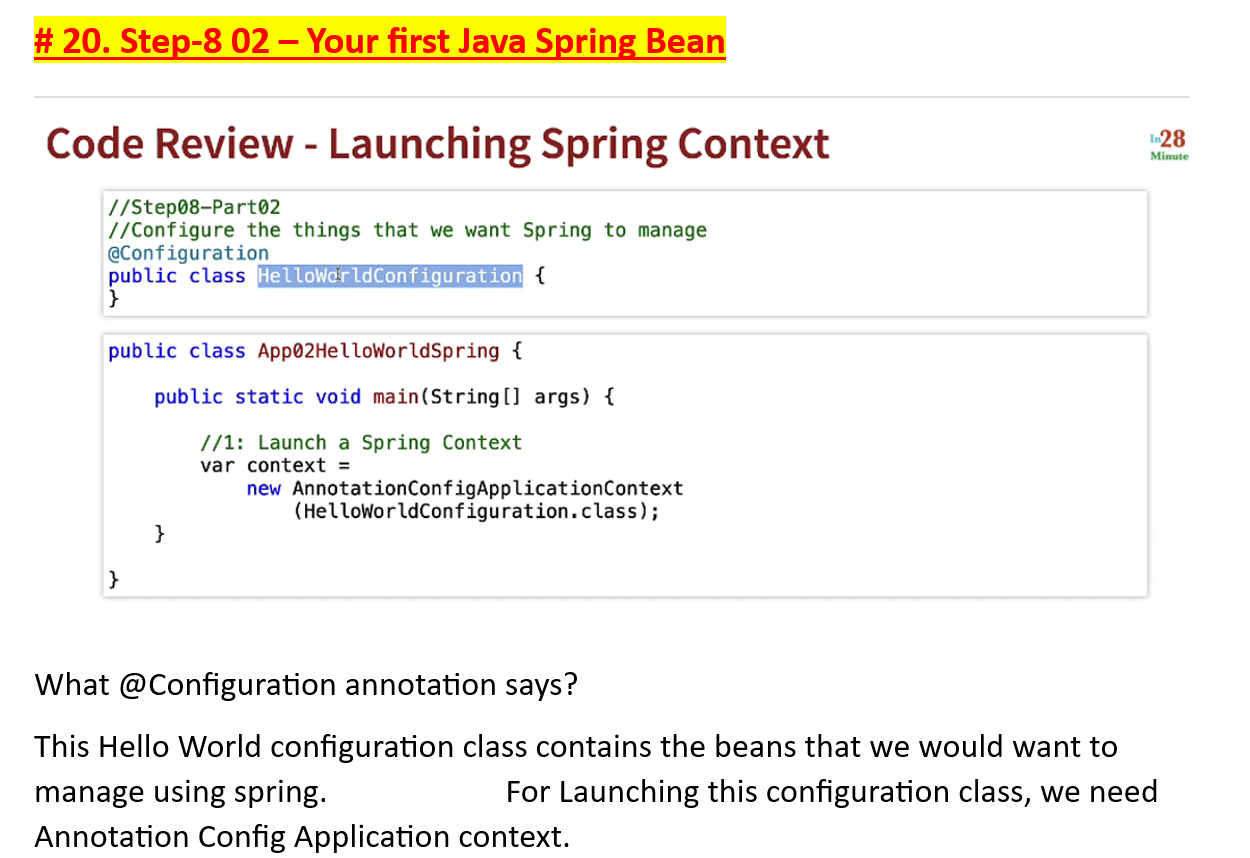 # 20. Step-8 02 – Your first Java Spring Bean
Code Review - Launching Spring Context
In28
Minute
//Step08–Part02
//Configure the things that we want Spring to manage
@Configuration
public class HelloWorldConfiguration {
}
public class App02HelloWorldSpring {
public static void main(String[] args) {
//1: Launch a Spring Context
var context =
new AnnotationConfigApplicationContext
(HelloWorldConfiguration.class);
}
}
What @Configuration annotation says?
This Hello World configuration class contains the beans that we would want to
manage using spring. For Launching this configuration class, we need
Annotation Config Application context.